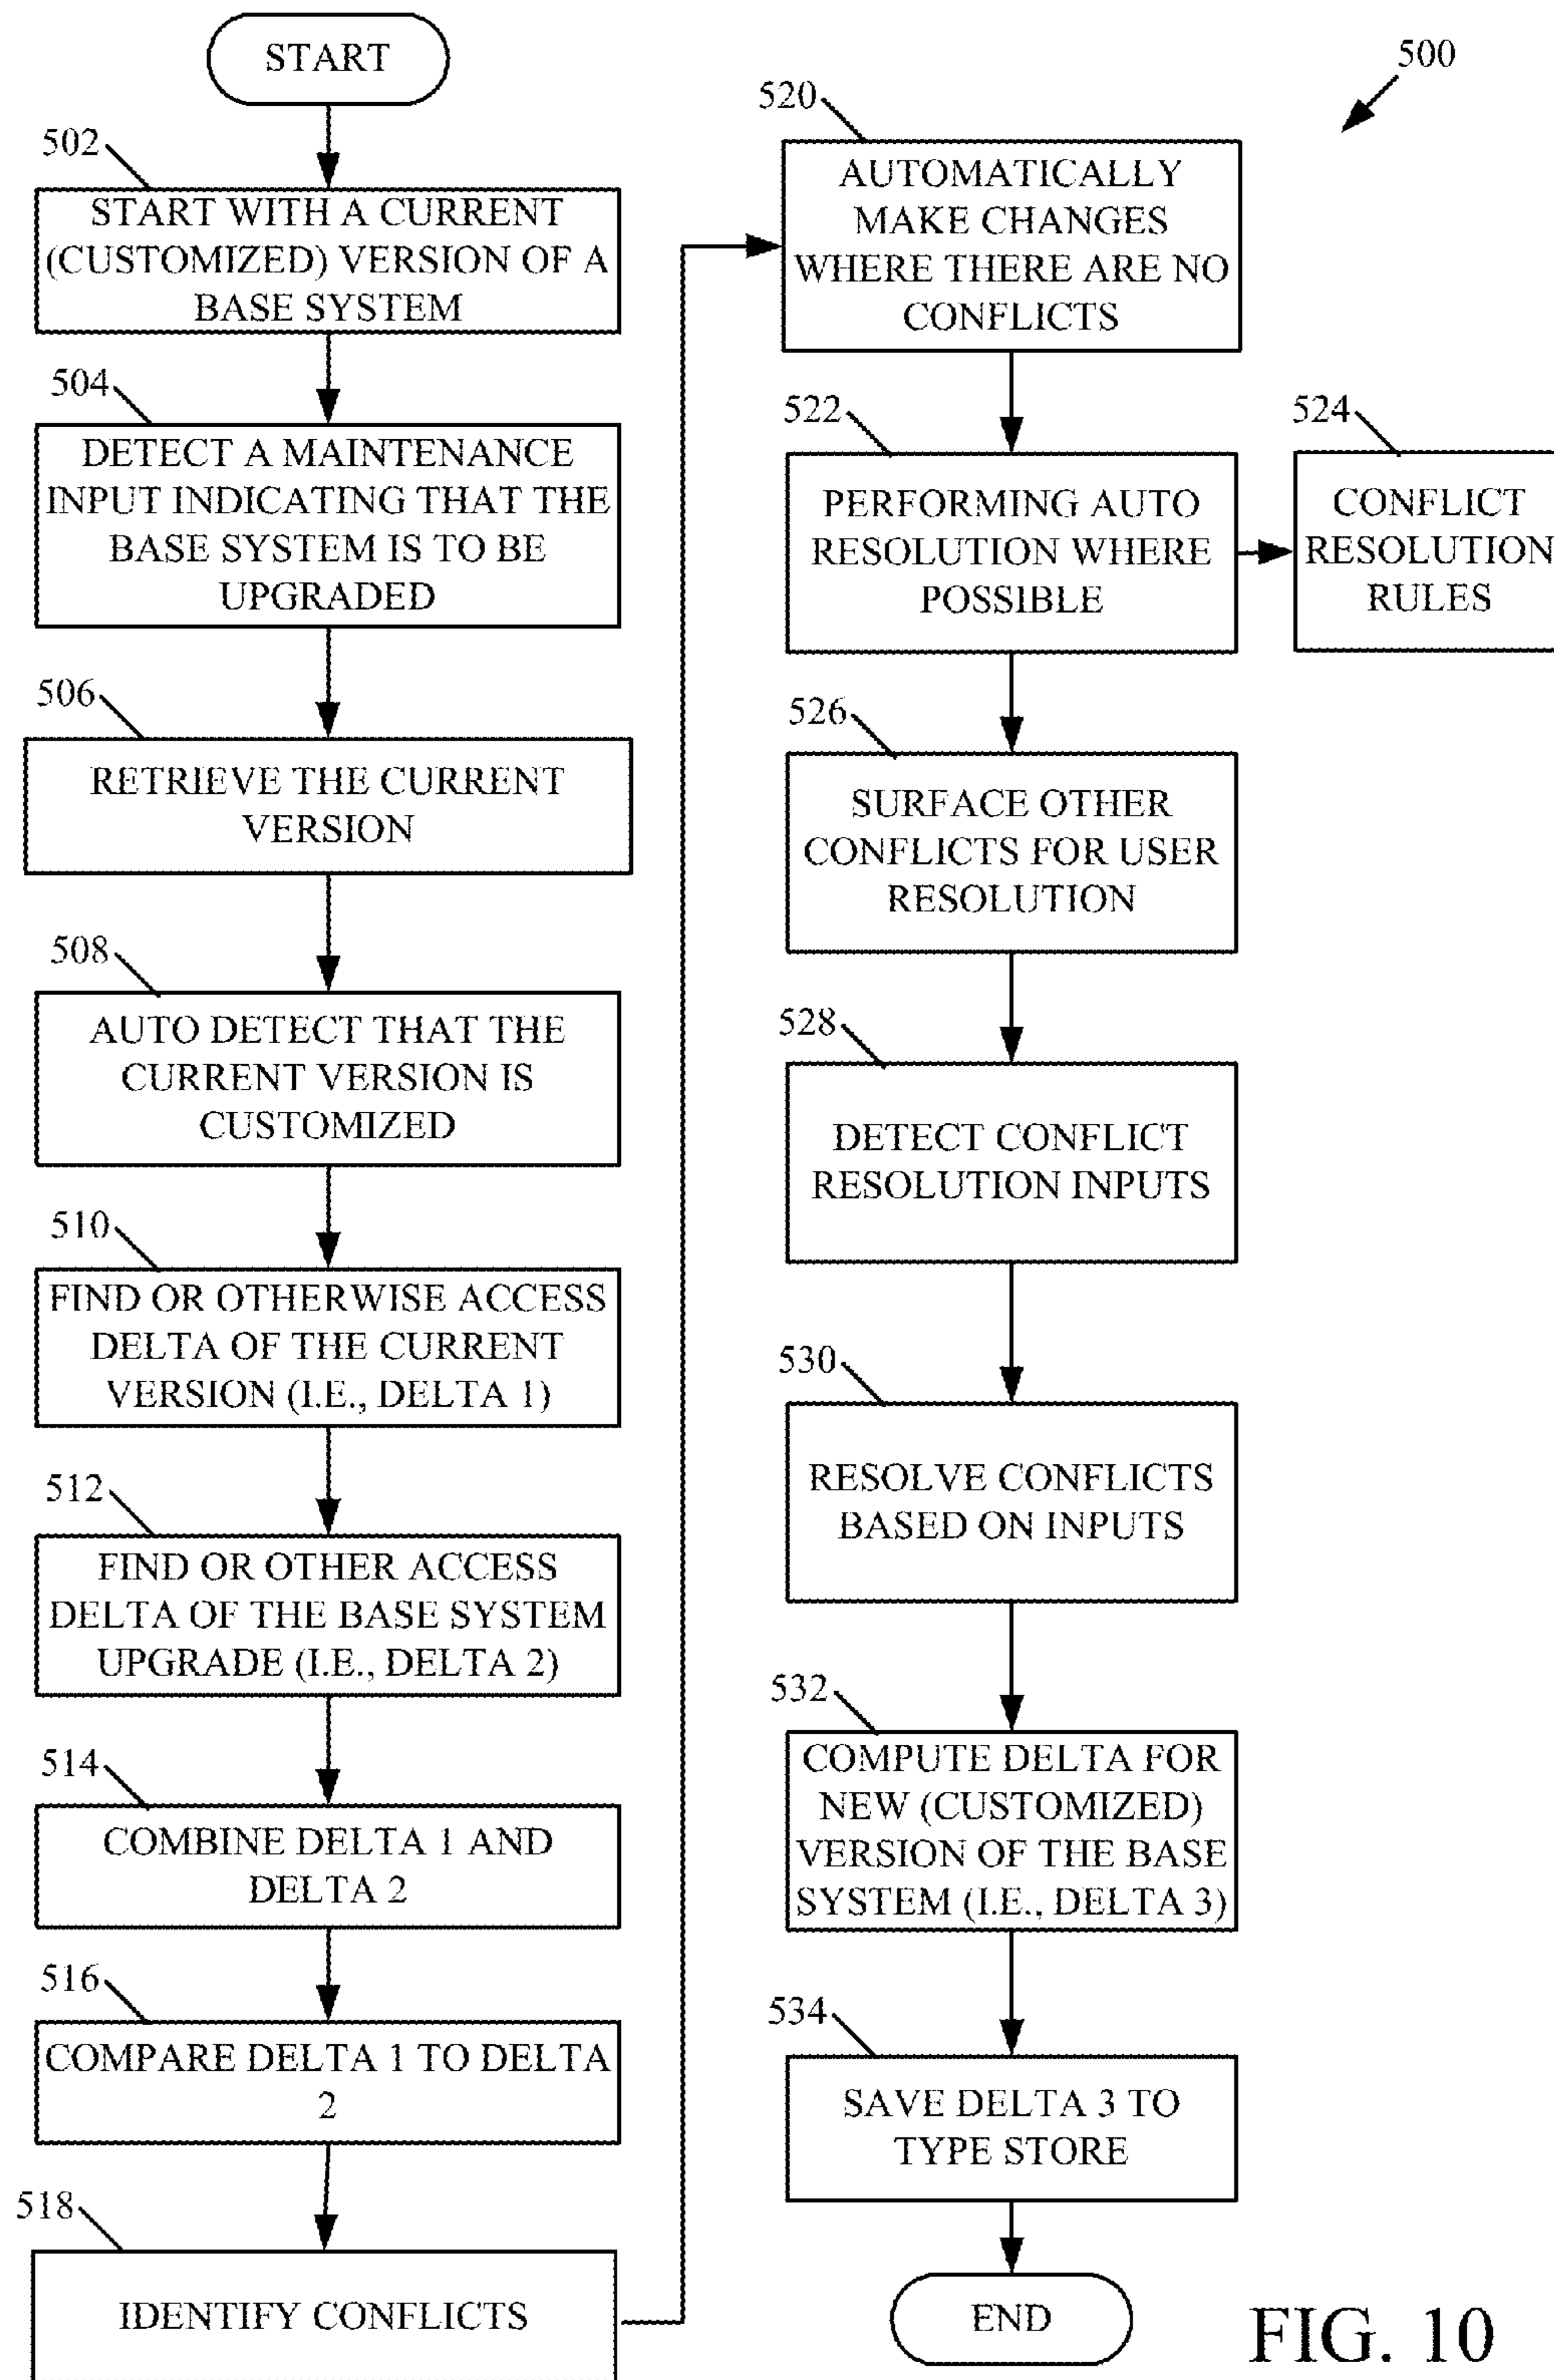 START
502
START WITH A CURRENT
(CUSTOMIZED) VERSION OF A
BASE SYSTEM
504
DETECT A MAINTENANCE
INPUT INDICATING THAT THE
BASE SYSTEM IS TO BE
UPGRADED
506
RETRIEVE THE CURRENT
VERSION
508
AUTO DETECT THAT THE
CURRENT VERSION IS
CUSTOMIZED
510
FIND OR OTHERWISE ACCESS
DELTA OF THE CURRENT
VERSION (I.E., DELTA 1)
512
FIND OR OTHER ACCESS
DELTA OF THE BASE SYSTEM
UPGRADE (I.E., DELTA 2)
514
COMBINE DELTA 1 AND
DELTA 2
516
COMPARE DELTA 1 TO DELTA
2
518
IDENTIFY CONFLICTS
500
520
AUTOMATICALLY
MAKE CHANGES
WHERE THERE ARE NO
CONFLICTS
522
PERFORMING AUTO
RESOLUTION WHERE
POSSIBLE
524
CONFLICT
RESOLUTION
RULES
526
SURFACE OTHER
CONFLICTS FOR USER
RESOLUTION
528
DETECT CONFLICT
RESOLUTION INPUTS
530
RESOLVE CONFLICTS
BASED ON INPUTS
532
COMPUTE DELTA FOR
NEW (CUSTOMIZED)
VERSION OF THE BASE
SYSTEM (I.E., DELTA 3)
534
SAVE DELTA 3 TO
TYPE STORE
END
FIG. 10